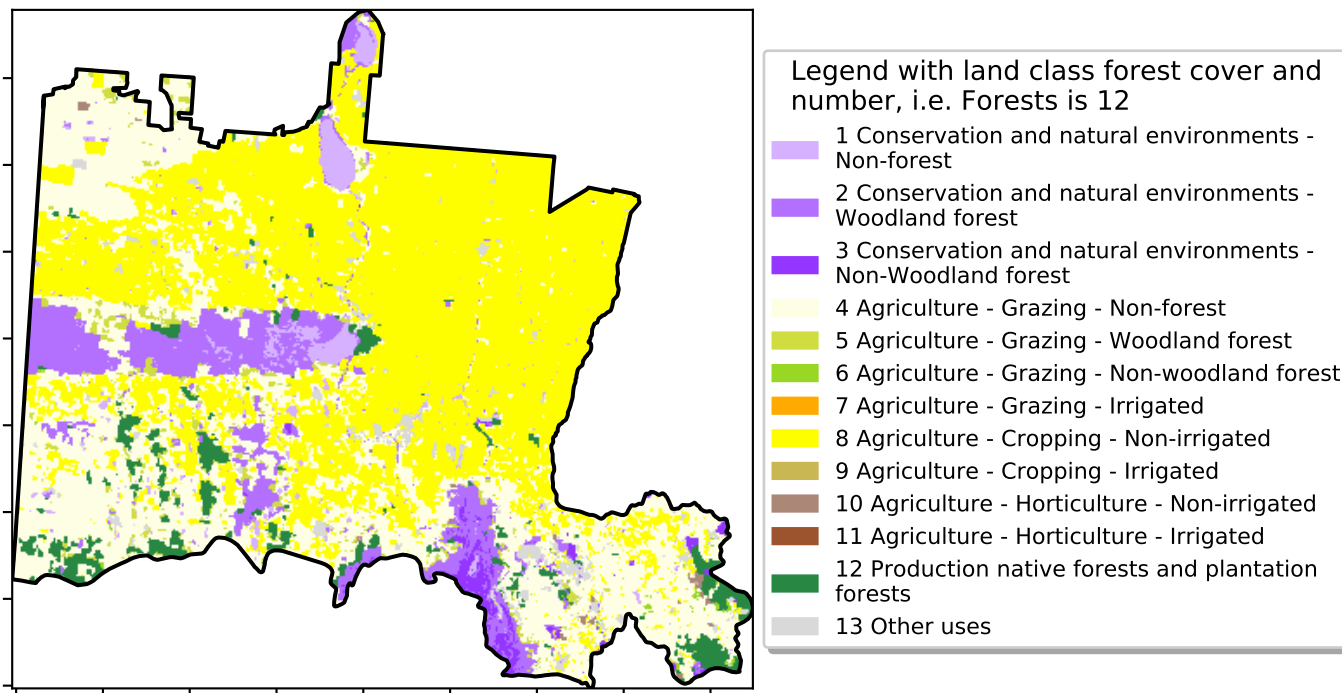 Legend with land class forest cover and
number, i.e. Forests is 12
1 Conservation and natural environments -
Non-forest
2 Conservation and natural environments -
Woodland forest
3 Conservation and natural environments -
Non-Woodland forest
4 Agriculture - Grazing - Non-forest
5 Agriculture - Grazing - Woodland forest
6 Agriculture - Grazing - Non-woodland forest
7 Agriculture - Grazing - Irrigated
8 Agriculture - Cropping - Non-irrigated
9 Agriculture - Cropping - Irrigated
10 Agriculture - Horticulture - Non-irrigated
11 Agriculture - Horticulture - Irrigated
12 Production native forests and plantation
forests
13 Other uses